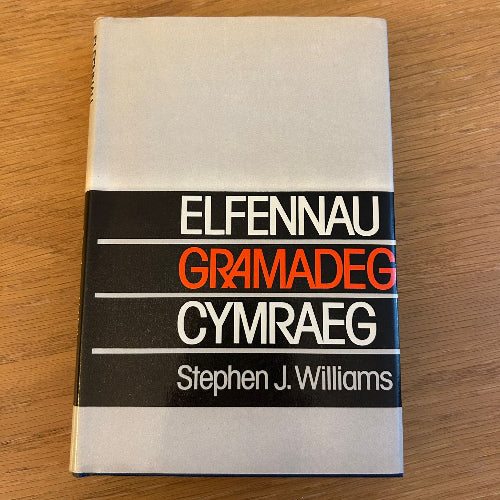 ELFENNAU
GRAMADEG
CYMRAEG
Stephen J. Williams